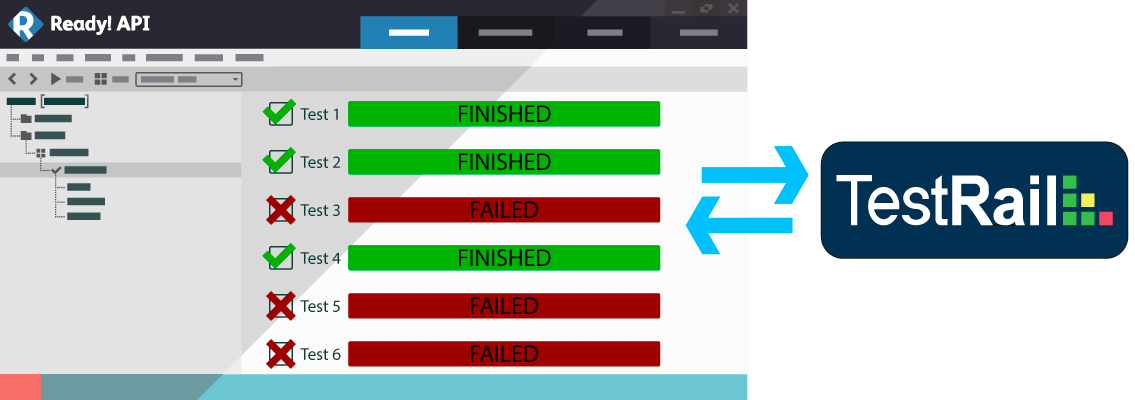 Ready! API
Test 1 FINISHED
Test 2 FINISHED
Test 3 FAILED
Test 4 FINISHED
Test 5 FAILED
Test 6 FAILED
TestRail